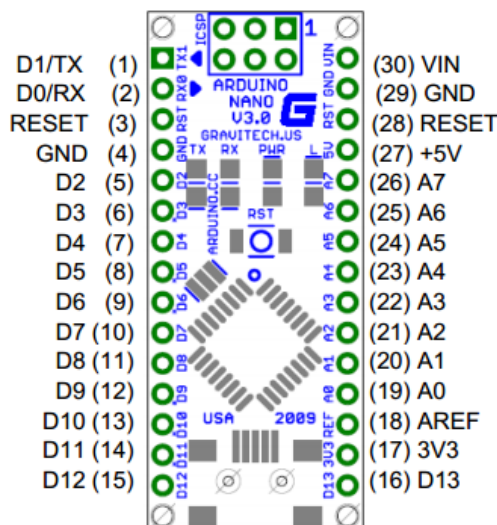 D1/TX (1)
D0/RX (2)
RESET (3)
GND (4)
D2 (5)
D3 (6)
D4 (7)
D5 (8)
D6 (9)
D7 (10)
D8 (11)
D9 (12)
D10 (13)
D11 (14)
D12 (15)
TX1
RX0
RST
GND
D2
D3
D4
D5
D6
D7
D8
D9
D10
D11
D12
ICSP
1
ARDUINO
NANO
V3.0
G
GRAVITECH.US
TX RX PWR L
ARDUINO.CC
RST
USA 2009
VIN
GND
RST
5V
A7
A6
A5
A4
A3
A2
A1
A0
REF
3V3
D13
(30) VIN
(29) GND
(28) RESET
(27) +5V
(26) A7
(25) A6
(24) A5
(23) A4
(22) A3
(21) A2
(20) A1
(19) A0
(18) AREF
(17) 3V3
(16) D13